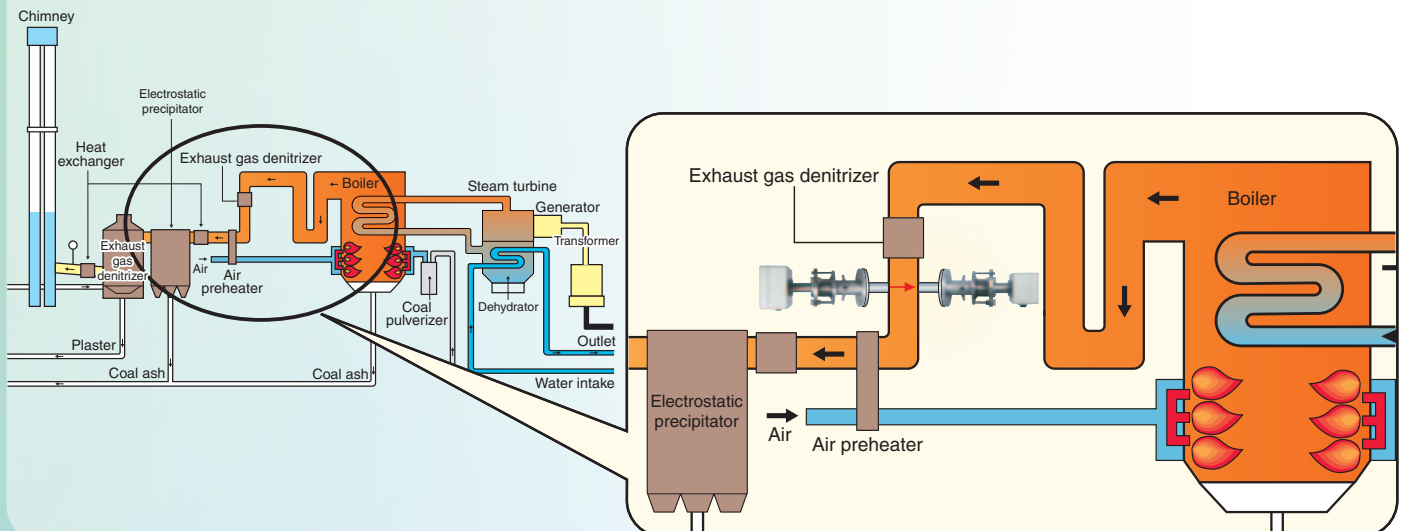 Chimney
Electrostatic
precipitator
Heat
exchanger
Exhaust gas denitrizer
Boiler
Steam turbine
Generator
Transformer
Exhaust
gas
denitrizer
Air
Air
preheater
Coal
pulverizer
Dehydrator
Plaster
Outlet
Coal ash
Coal ash
Water intake
Exhaust gas denitrizer
Boiler
Electrostatic
precipitator
Air
Air preheater